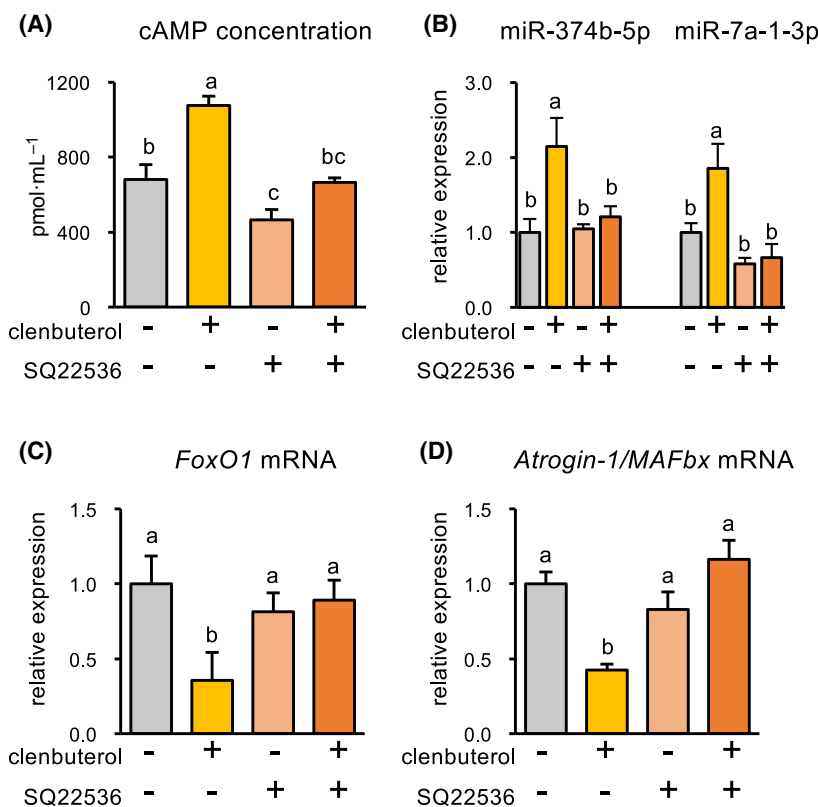 (A) cAMP concentration
pmol·mL⁻¹
1200
800
400
0
b
a
c
bc
clenbuterol - + - +
SQ22536 - - + +
(B) miR-374b-5p miR-7a-1-3p
relative expression
3.0
2.0
1.0
0.0
b a b b b a b b
clenbuterol - + - + - + - +
SQ22536 - - + + - - + +
(C) FoxO1 mRNA
relative expression
1.5
1.0
0.5
0.0
a
b
a
a
clenbuterol - + - +
SQ22536 - - + +
(D) Atrogin-1/MAFbx mRNA
relative expression
1.5
1.0
0.5
0.0
a
b
a
a
clenbuterol - + - +
SQ22536 - - + +